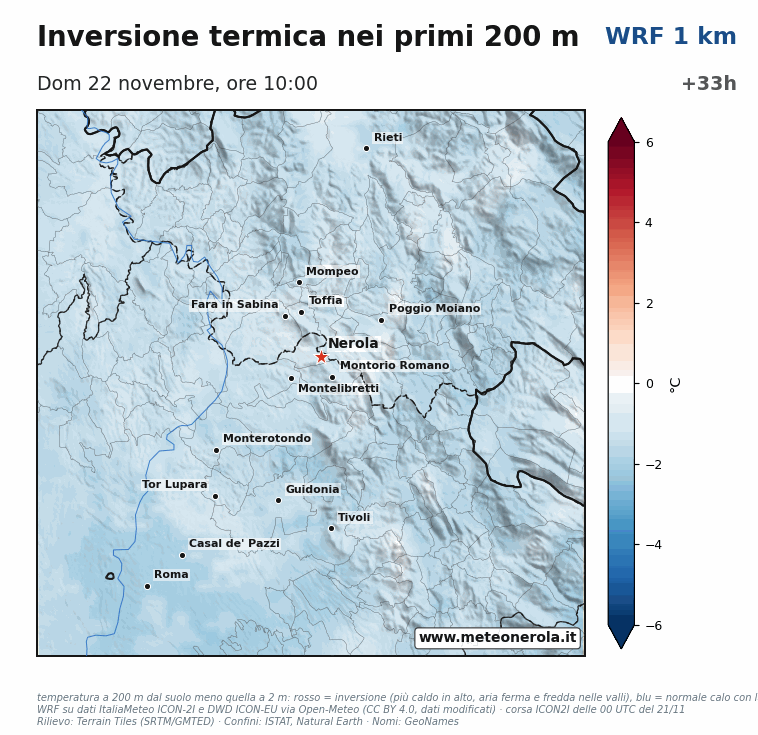 Inversione termica nei primi 200 m
WRF 1 km
Dom 22 novembre, ore 10:00
+33h
Rieti
Mompeo
Toffia
Fara in Sabina
Poggio Moiano
Nerola
Montorio Romano
Montelibretti
Monterotondo
Tor Lupara
Guidonia
Tivoli
Casal de' Pazzi
Roma
www.meteonerola.it
6
4
2
0
−2
−4
−6
°C
temperatura a 200 m dal suolo meno quella a 2 m: rosso = inversione (più caldo in alto, aria ferma e fredda nelle valli), blu = normale calo con l
WRF su dati ItaliaMeteo ICON-2I e DWD ICON-EU via Open-Meteo (CC BY 4.0, dati modificati) · corsa ICON2I delle 00 UTC del 21/11
Rilievo: Terrain Tiles (SRTM/GMTED) · Confini: ISTAT, Natural Earth · Nomi: GeoNames